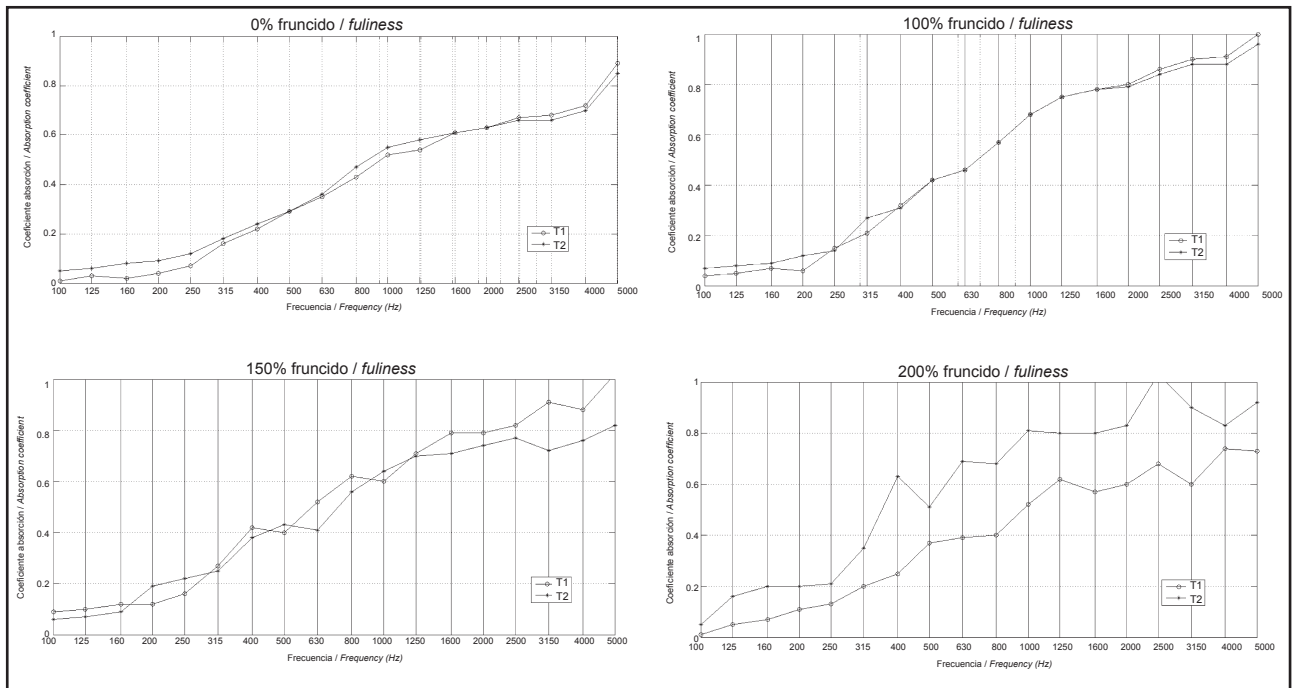 0% fruncido / fuliness
Coeficiente absorción / Absorption coefficient
1
0.8
0.6
0.4
0.2
0
100 125 160 200 250 315 400 500 630 800 1000 1250 1600 2000 2500 3150 4000 5000
Frecuencia / Frequency (Hz)
T1
T2
100% fruncido / fuliness
Coeficiente absorción / Absorption coefficient
1
0.8
0.6
0.4
0.2
0
100 125 160 200 250 315 400 500 630 800 1000 1250 1600 2000 2500 3150 4000 5000
Frecuencia / Frequency (Hz)
T1
T2
150% fruncido / fuliness
Coeficiente absorción / Absorption coefficient
1
0.8
0.6
0.4
0.2
0
100 125 160 200 250 315 400 500 630 800 1000 1250 1600 2000 2500 3150 4000 5000
Frecuencia / Frequency (Hz)
T1
T2
200% fruncido / fuliness
Coeficiente absorción / Absorption coefficient
1
0.8
0.6
0.4
0.2
0
100 125 160 200 250 315 400 500 630 800 1000 1250 1600 2000 2500 3150 4000 5000
Frecuencia / Frequency (Hz)
T1
T2